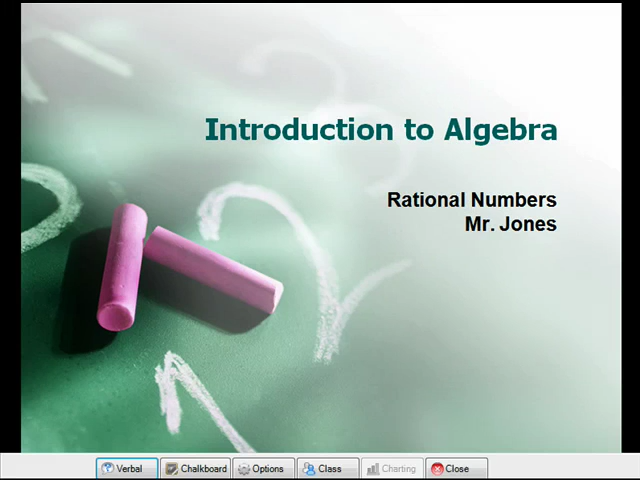 Introduction to Algebra
Rational Numbers
Mr. Jones
Verbal Chalkboard Options Class Charting Close